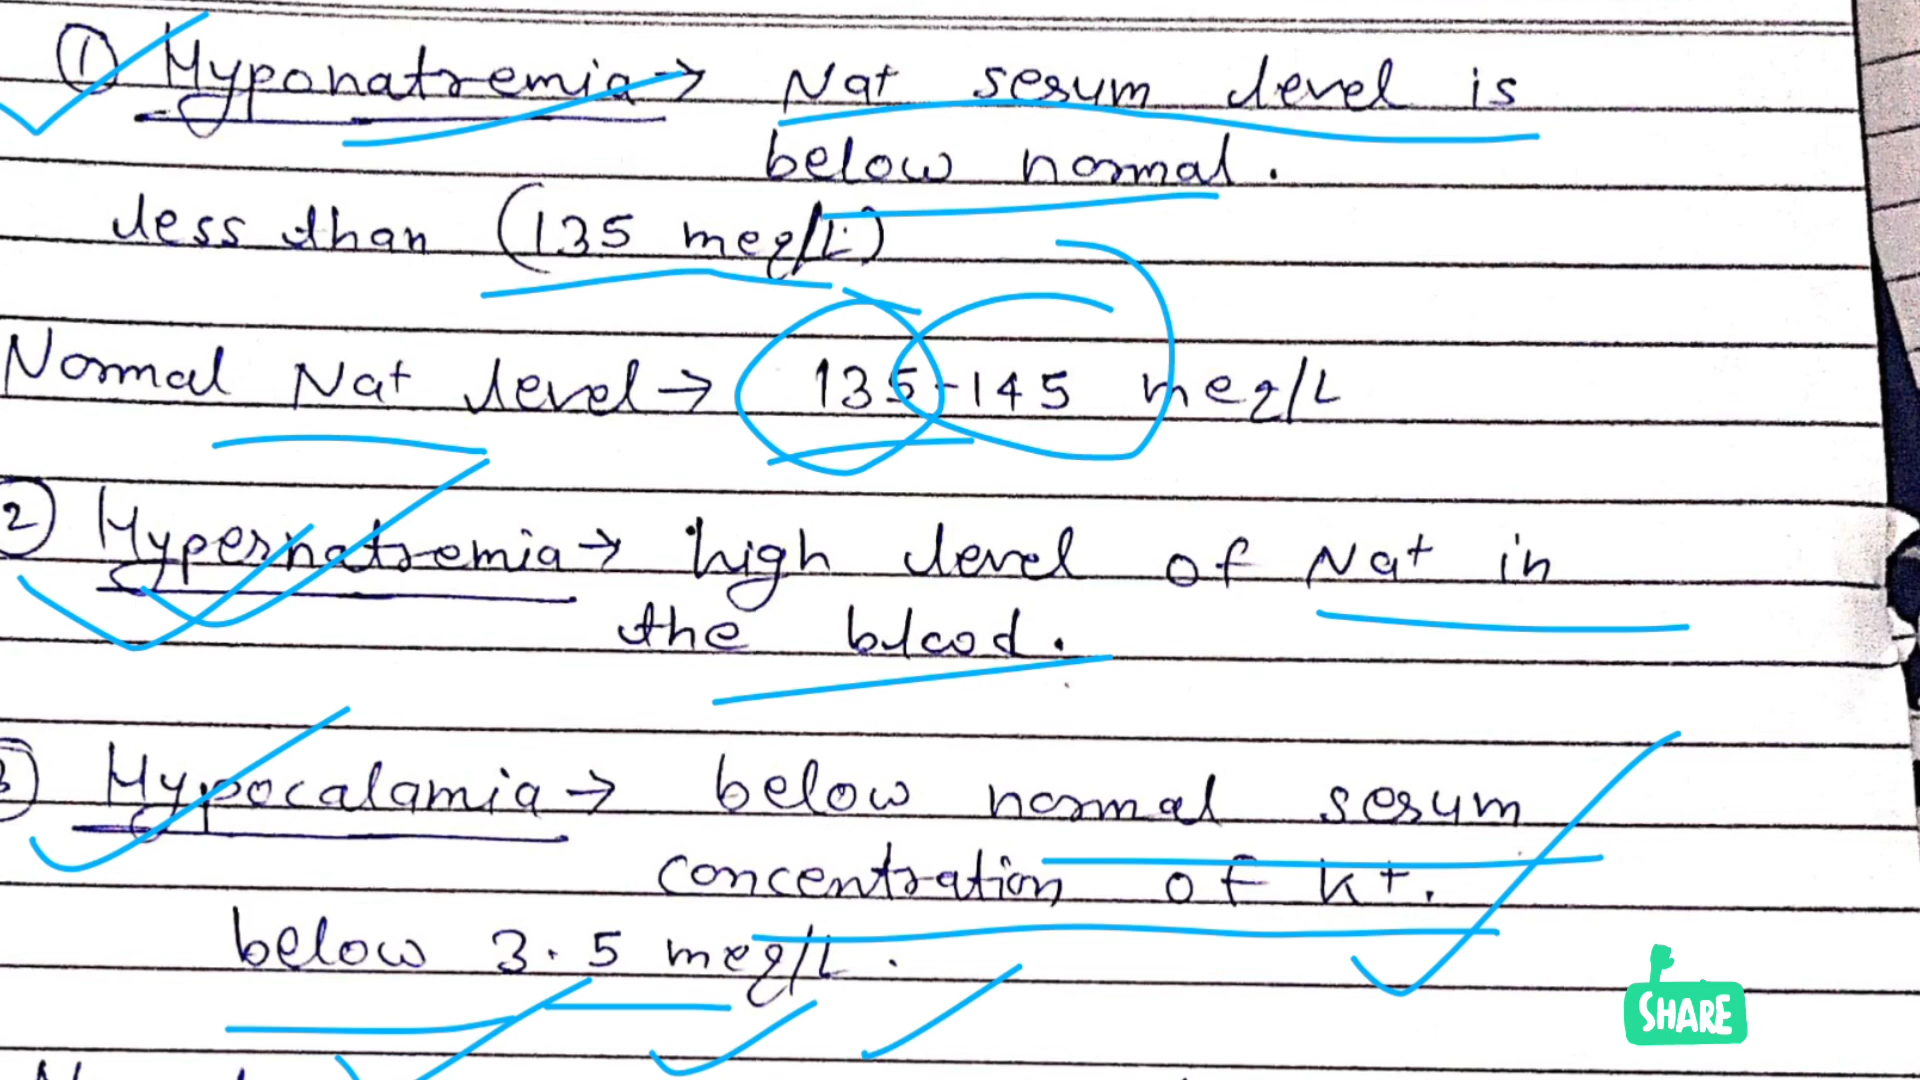 ① Hyponatremia → Na+ serum level is
below normal.
less than (135 meq/L)
Normal Na+ level → 135-145 meq/L
② Hypernatremia → high level of Na+ in
the blood.
③ Hypocalamia → below normal serum
concentration of K+.
below 3.5 meq/L.
SHARE